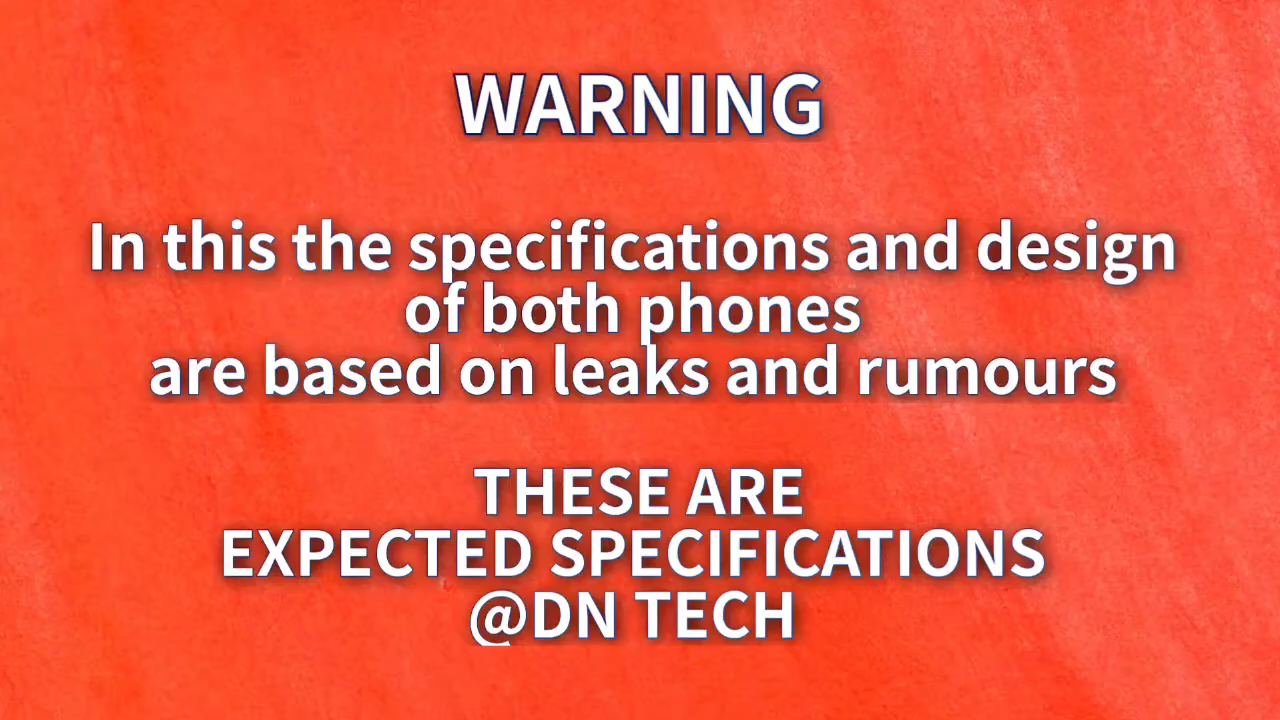 WARNING
In this the specifications and design
of both phones
are based on leaks and rumours
THESE ARE
EXPECTED SPECIFICATIONS
@DN TECH